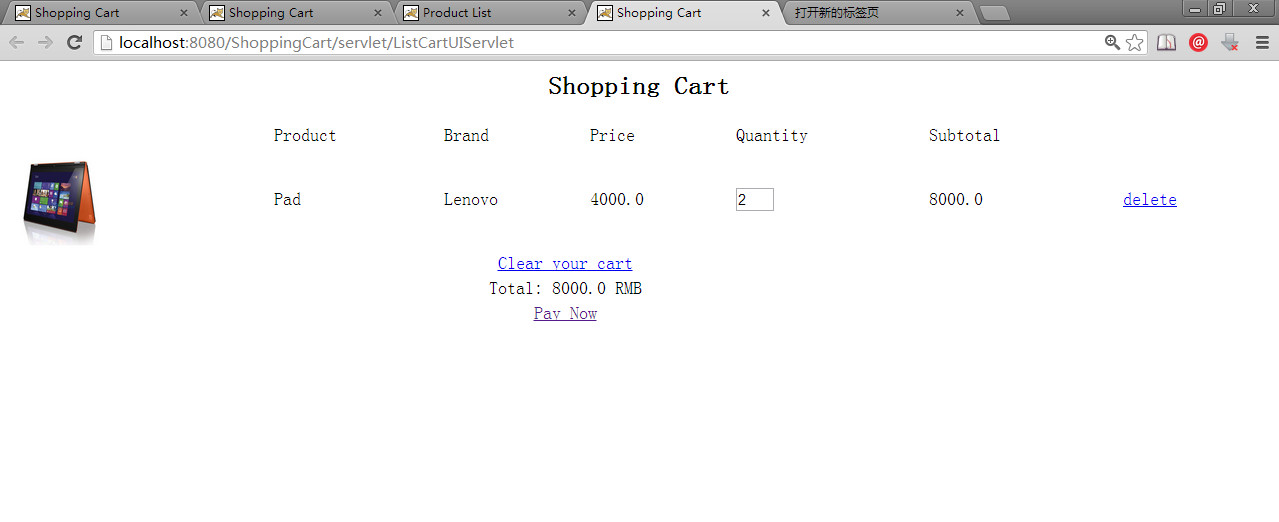 Shopping Cart Shopping Cart Product List Shopping Cart 打开新的标签页
localhost:8080/ShoppingCart/servlet/ListCartUIServlet
Shopping Cart
Product Brand Price Quantity Subtotal
Pad Lenovo 4000.0 2 8000.0 delete
Clear your cart
Total: 8000.0 RMB
Pay Now